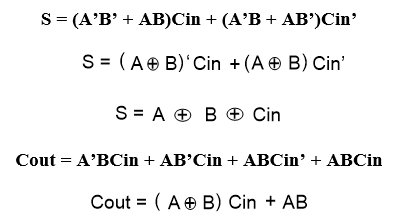 S = (A’B’ + AB)Cin + (A’B + AB’)Cin’
S = ( A ⊕ B)‘ Cin + (A ⊕ B) Cin’
S = A ⊕ B ⊕ Cin
Cout = A’BCin + AB’Cin + ABCin’ + ABCin
Cout = ( A ⊕ B) Cin + AB